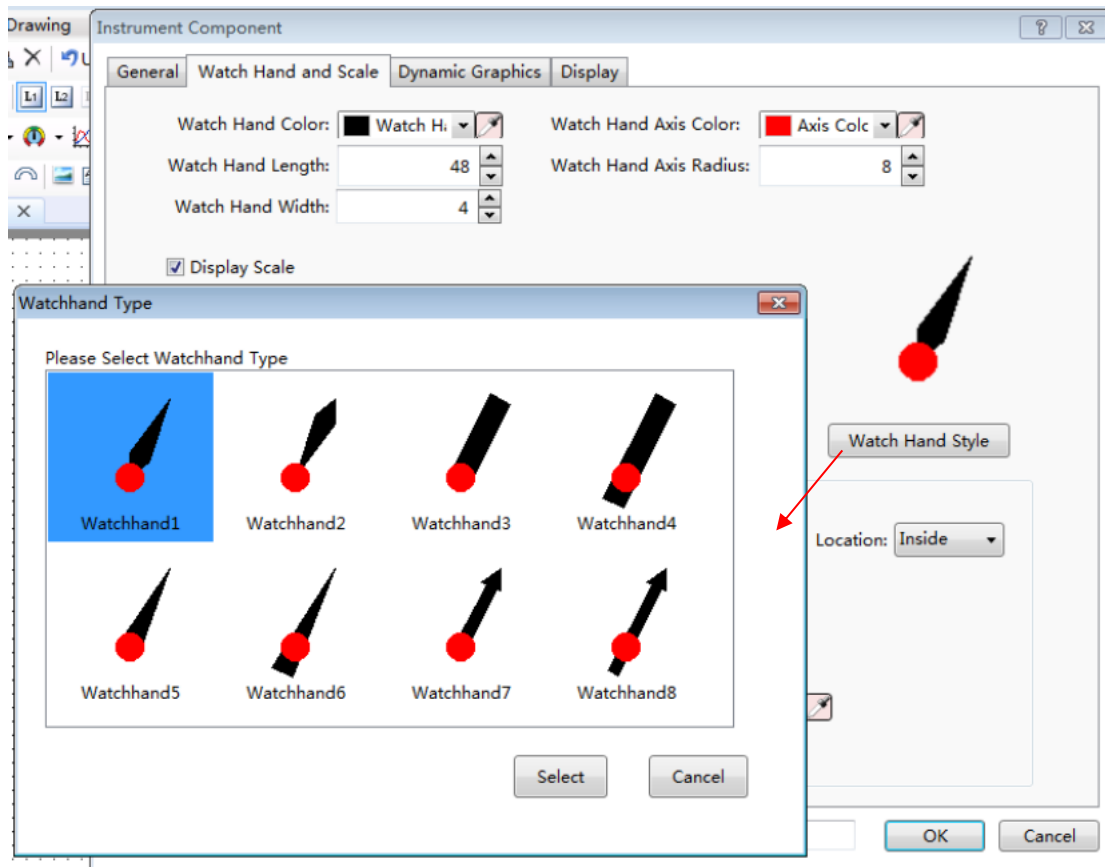 Drawing
Instrument Component
General Watch Hand and Scale Dynamic Graphics Display
L1 L2
Watch Hand Color: Watch Ha Watch Hand Axis Color: Axis Colc
Watch Hand Length: 48 Watch Hand Axis Radius: 8
Watch Hand Width: 4
Display Scale
Watchhand Type
Please Select Watchhand Type
Watchhand1 Watchhand2 Watchhand3 Watchhand4
Watch Hand Style
Location: Inside
Watchhand5 Watchhand6 Watchhand7 Watchhand8
Select Cancel
OK Cancel